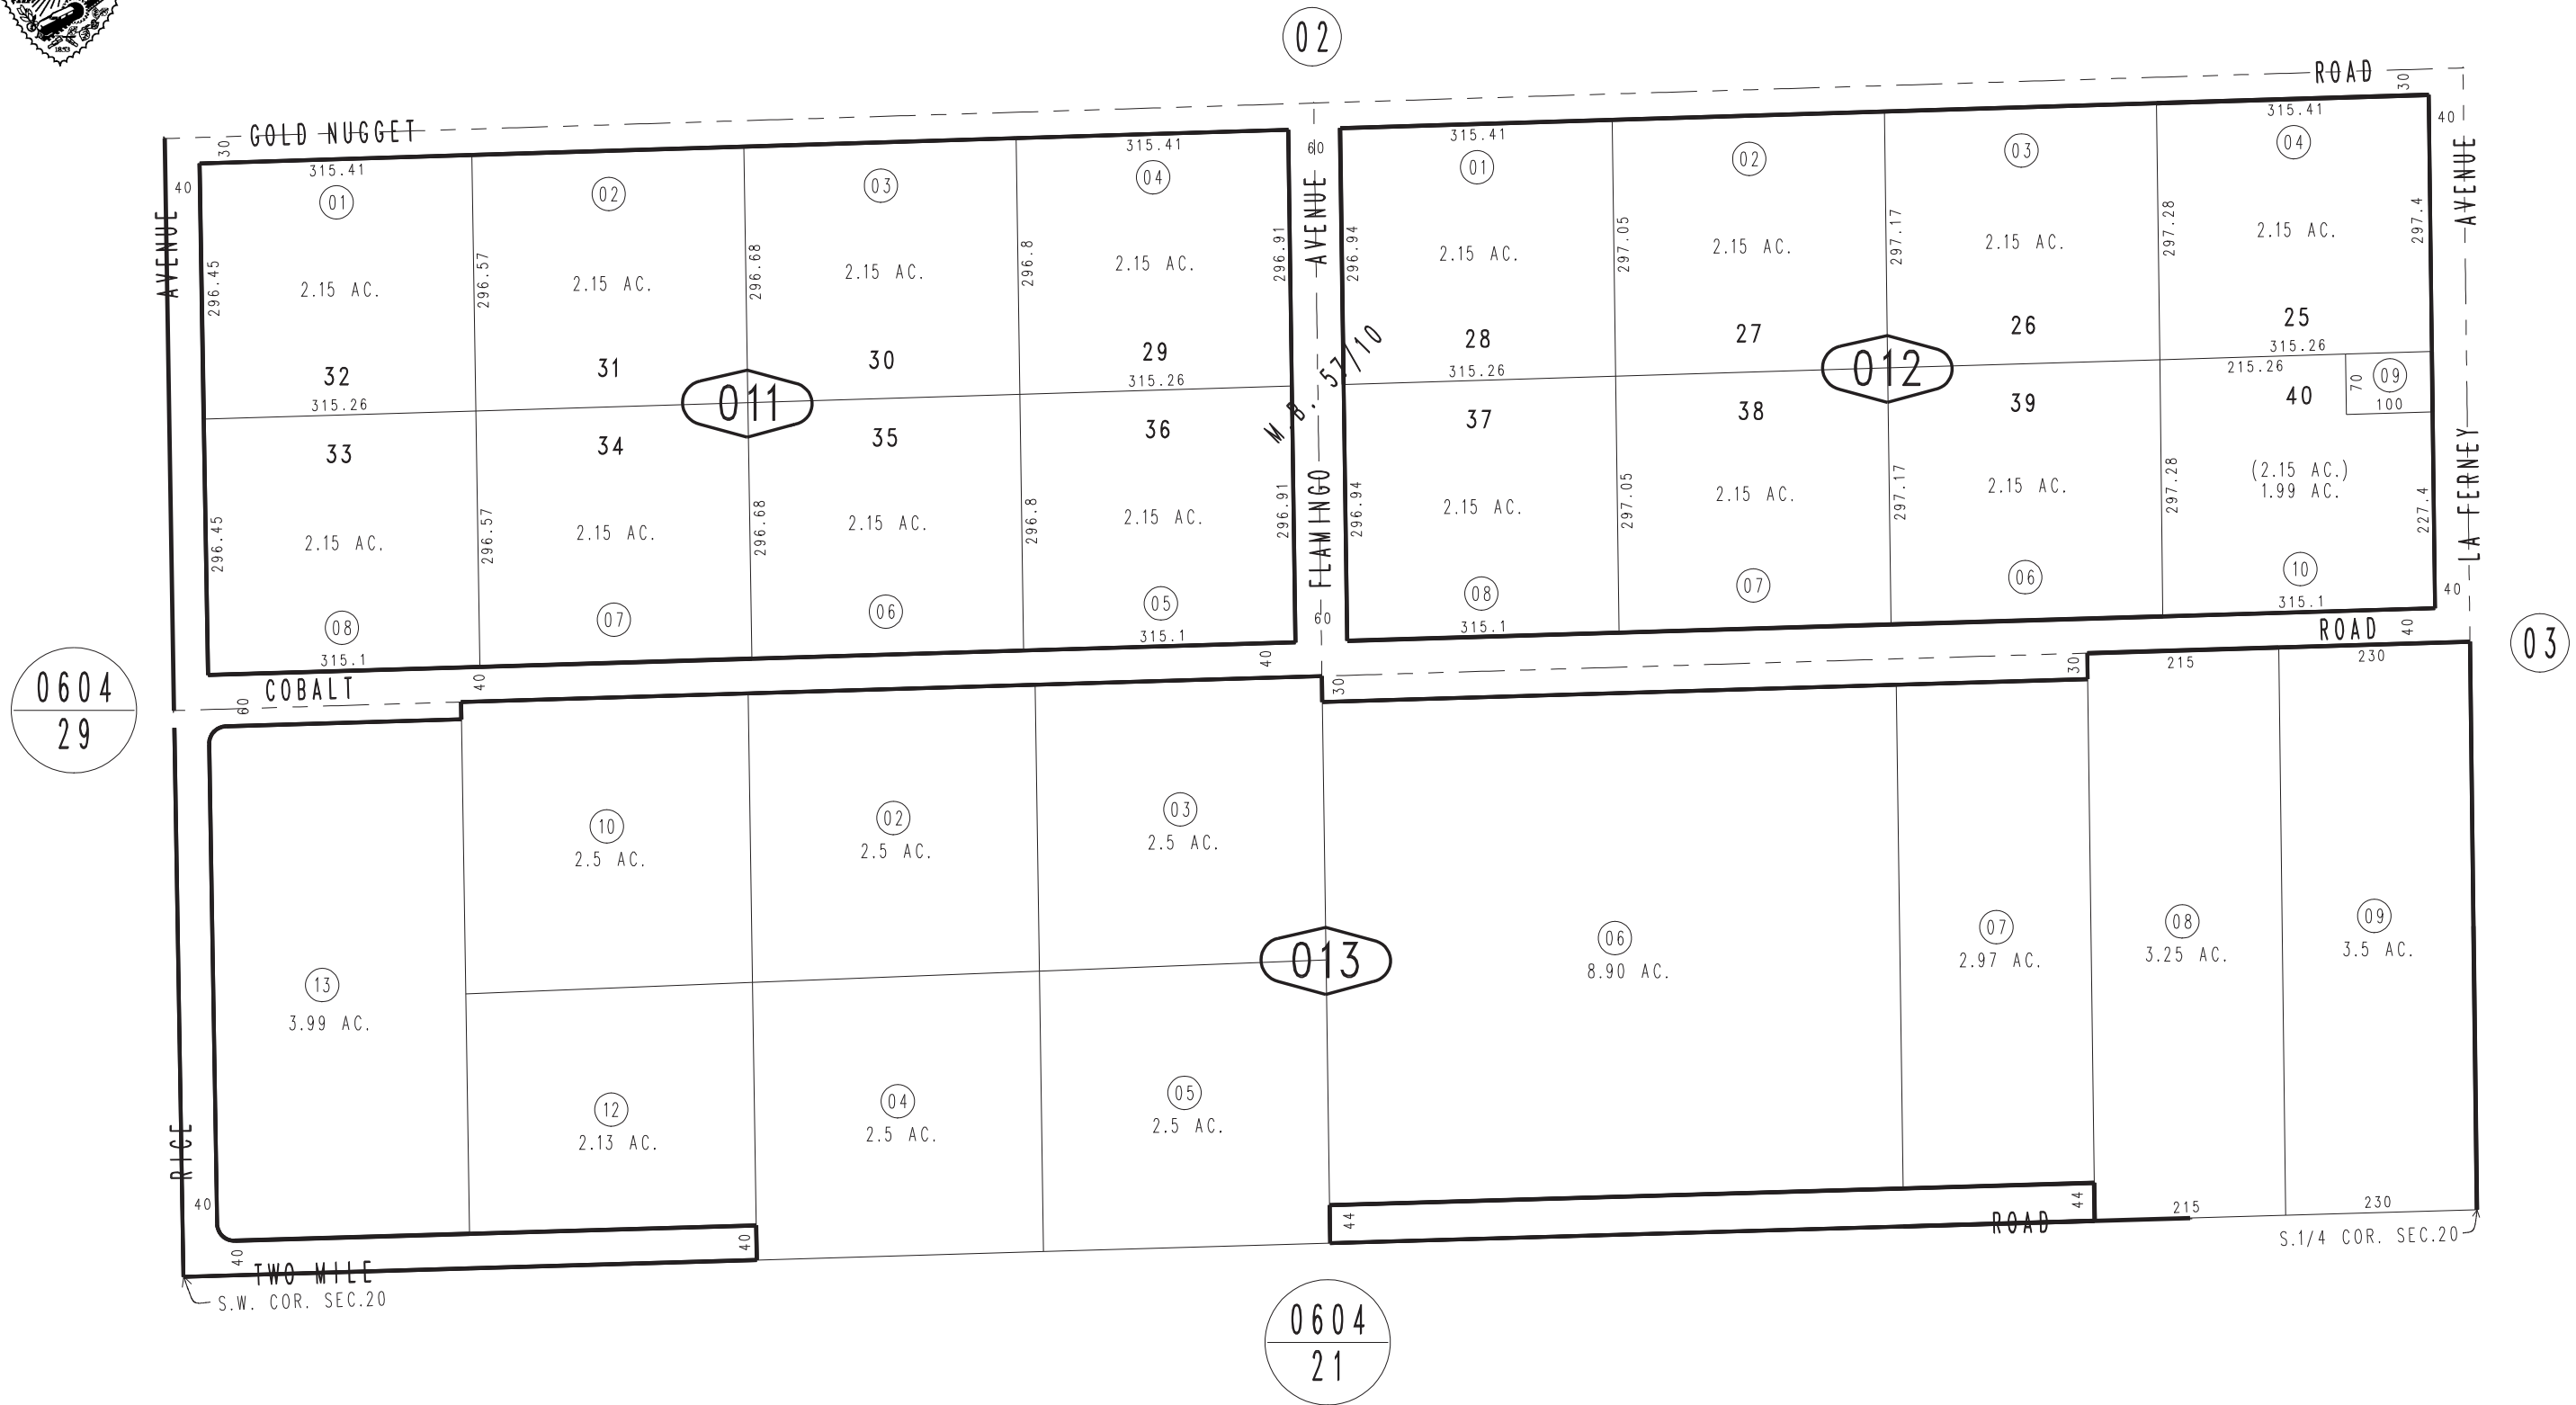 1853
02
GOLD NUGGET ROAD
30 30
40 315.41 315.41 60 315.41 315.41 40
01 02 03 04 01 02 03 04
AVENUE AVENUE AVENUE
296.45 296.57 296.68 296.8 296.91 296.94 297.05 297.17 297.28 297.4
2.15 AC. 2.15 AC. 2.15 AC. 2.15 AC. 2.15 AC. 2.15 AC. 2.15 AC. 2.15 AC.
32 31 30 29 28 27 26 25
M.B. 57/10
315.26 011 315.26 315.26 012 315.26
215.26 70 09
100
33 34 35 36 37 38 39 40
FLAMINGO LA FERNEY
296.45 296.57 296.68 296.8 296.91 296.94 297.05 297.17 297.28 227.4
2.15 AC. 2.15 AC. 2.15 AC. 2.15 AC. 2.15 AC. 2.15 AC. 2.15 AC. (2.15 AC.)
1.99 AC.
08 07 06 05 08 07 06 10
315.1 315.1 60 315.1 315.1 40
COBALT ROAD
60 40 40 30 30 40
215 230
0604
29
03
10 02 03
2.5 AC. 2.5 AC. 2.5 AC.
013
13 06 07 08 09
3.99 AC. 8.90 AC. 2.97 AC. 3.25 AC. 3.5 AC.
12 04 05
2.13 AC. 2.5 AC. 2.5 AC.
RICE
40
40 40 44 44 215 230
TWO MILE ROAD
S.W. COR. SEC.20
S.1/4 COR. SEC.20
0604
21